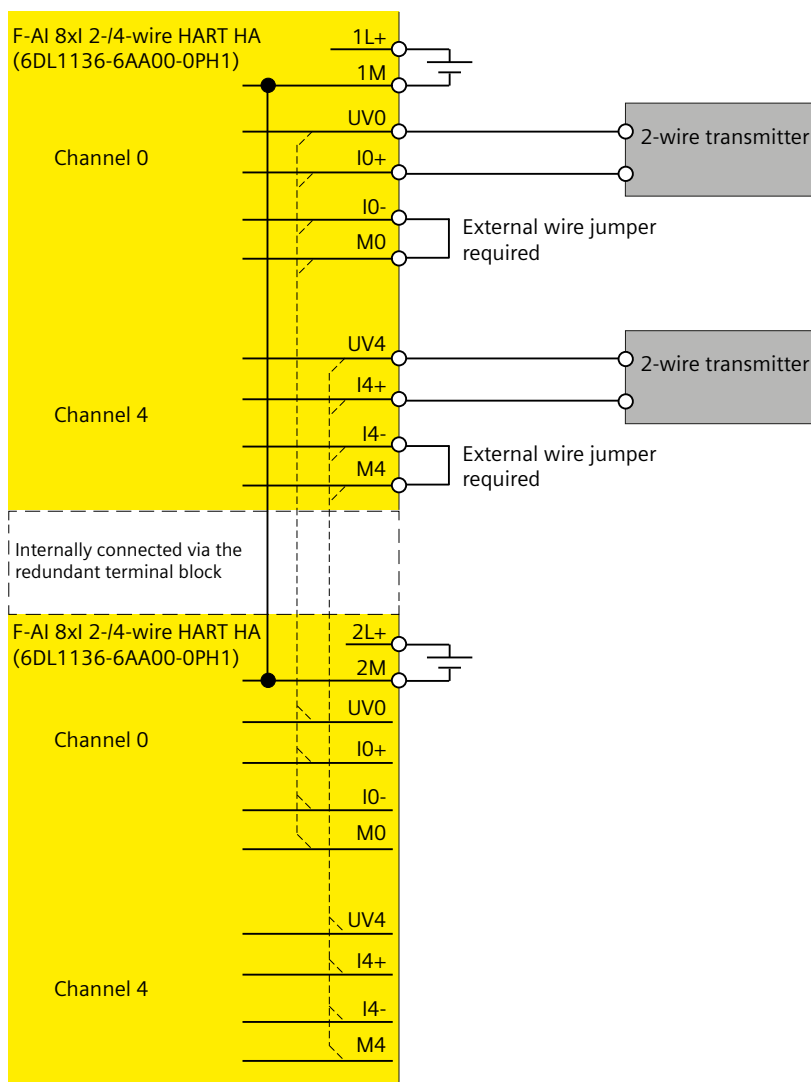 F-AI 8xI 2-/4-wire HART HA
(6DL1136-6AA00-0PH1)
1L+
1M
UV0
2-wire transmitter
Channel 0
I0+
I0-
External wire jumper
required
M0
UV4
2-wire transmitter
I4+
Channel 4
I4-
External wire jumper
required
M4
Internally connected via the
redundant terminal block
F-AI 8xI 2-/4-wire HART HA
(6DL1136-6AA00-0PH1)
2L+
2M
UV0
Channel 0
I0+
I0-
M0
UV4
I4+
Channel 4
I4-
M4